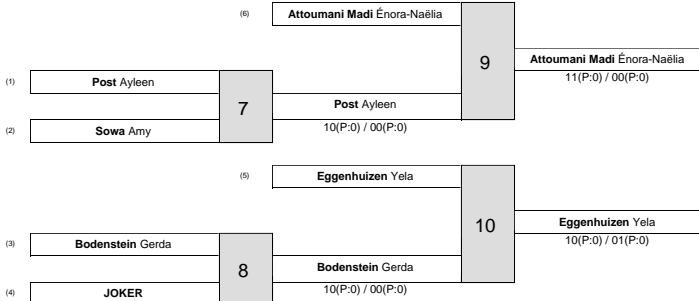 (6) Attoumani Madi Énora-Naëlia
9
Attoumani Madi Énora-Naëlia
11(P:0) / 00(P:0)
(1) Post Ayleen
7
Post Ayleen
10(P:0) / 00(P:0)
(2) Sowa Amy
(5) Eggenhuizen Yela
10
Eggenhuizen Yela
10(P:0) / 01(P:0)
(3) Bodenstein Gerda
8
Bodenstein Gerda
10(P:0) / 00(P:0)
(4) JOKER